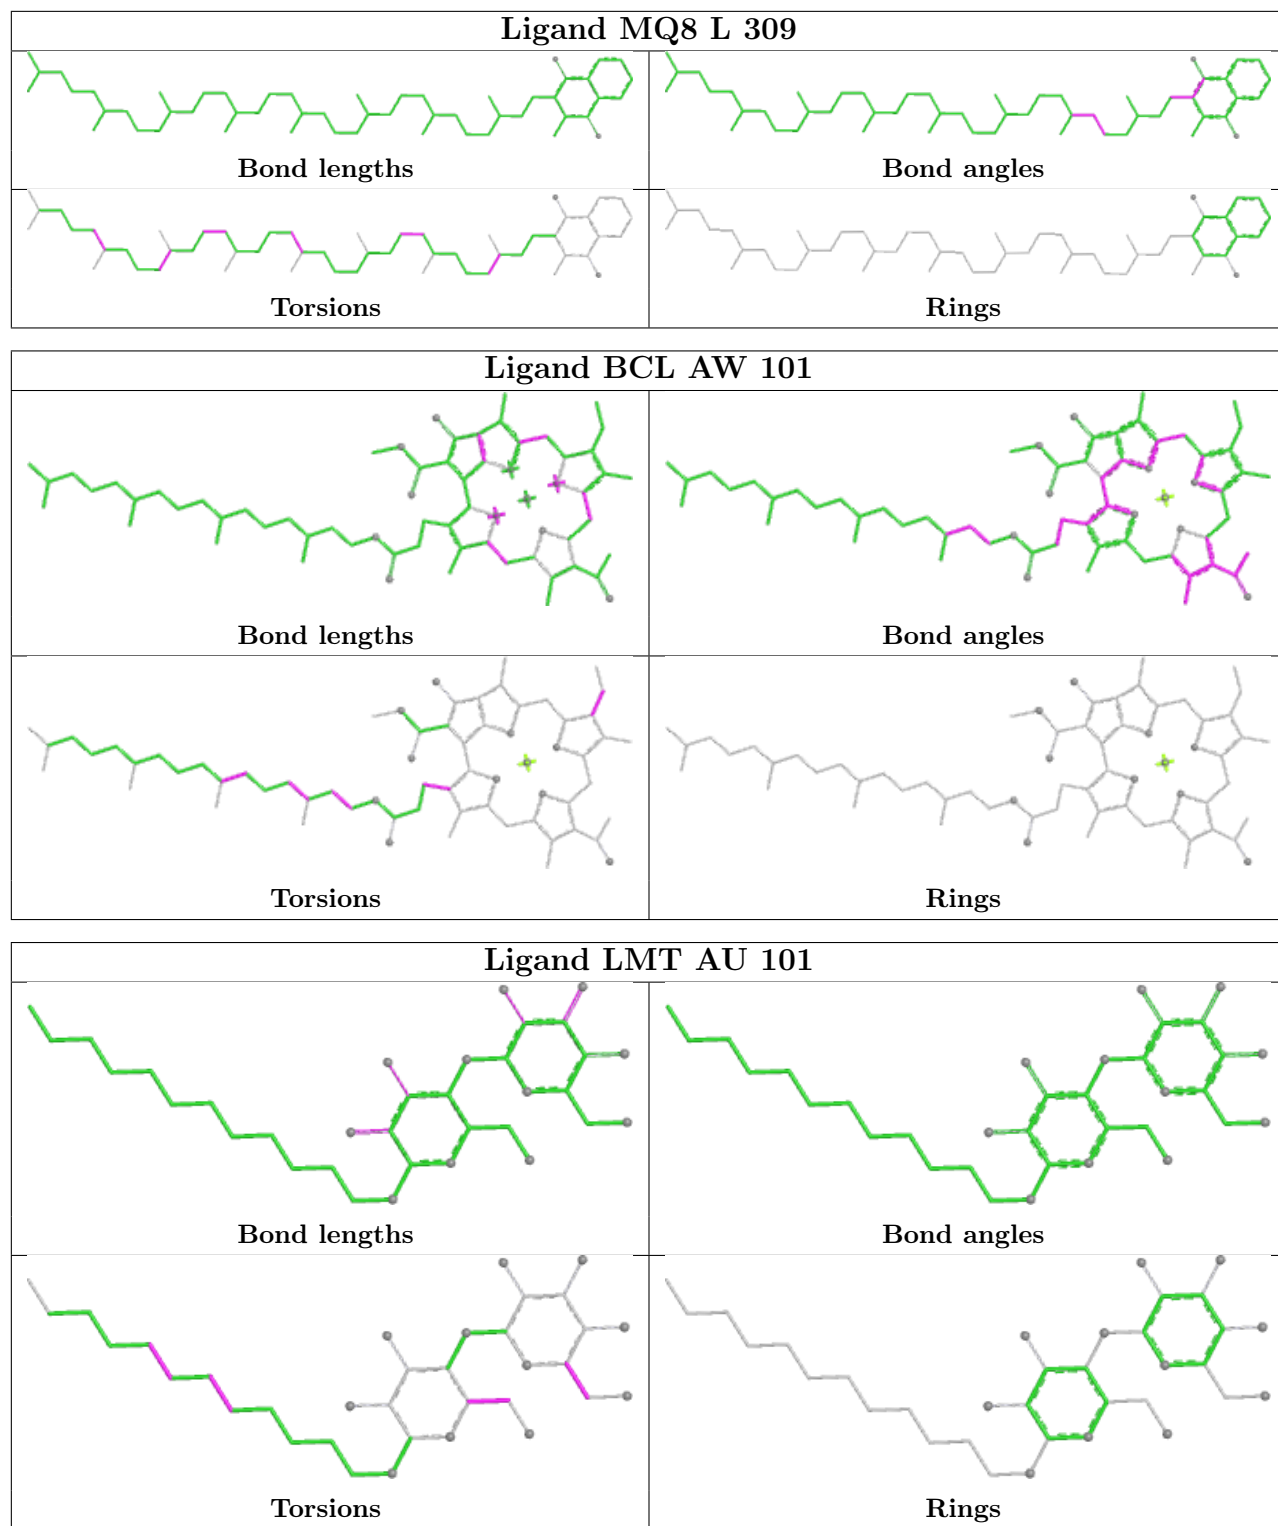 Ligand MQ8 L 309
Bond lengths
Bond angles
Torsions
Rings
Ligand BCL AW 101
Bond lengths
Bond angles
Torsions
Rings
Ligand LMT AU 101
Bond lengths
Bond angles
Torsions
Rings